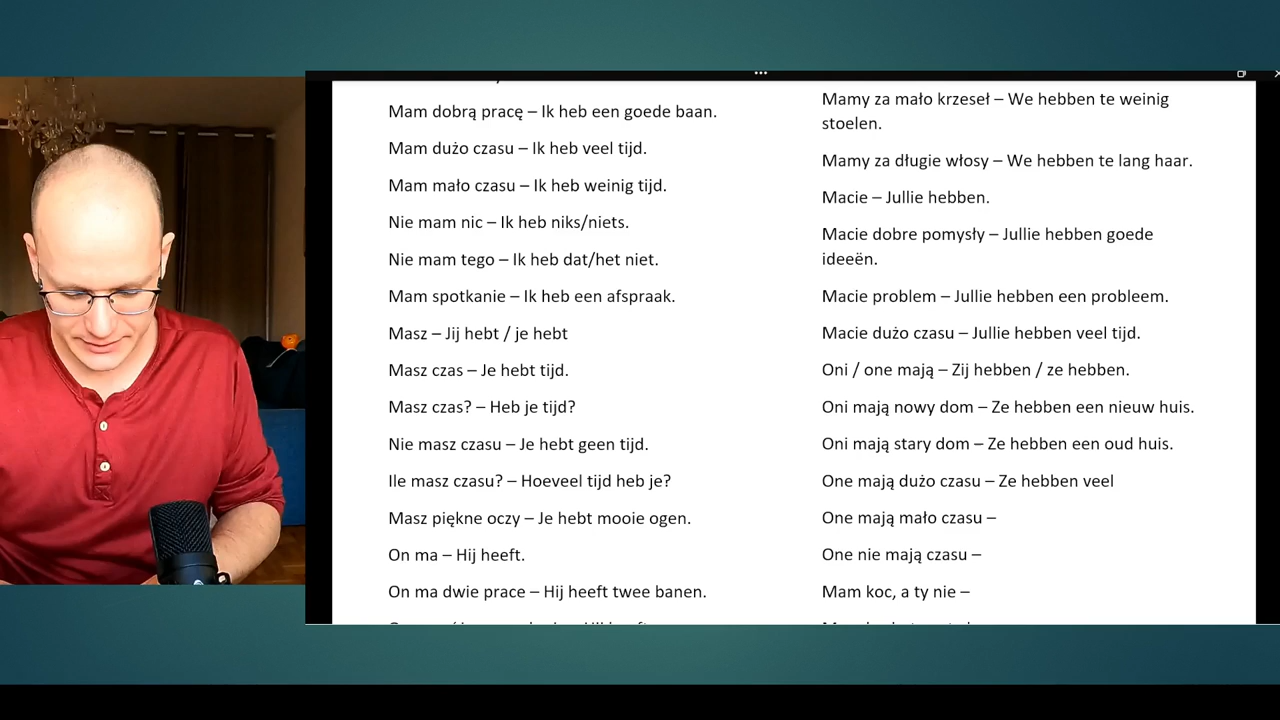 Mam dobrą pracę – Ik heb een goede baan.
Mam dużo czasu – Ik heb veel tijd.
Mam mało czasu – Ik heb weinig tijd.
Nie mam nic – Ik heb niks/niets.
Nie mam tego – Ik heb dat/het niet.
Mam spotkanie – Ik heb een afspraak.
Masz – Jij hebt / je hebt
Masz czas – Je hebt tijd.
Masz czas? – Heb je tijd?
Nie masz czasu – Je hebt geen tijd.
Ile masz czasu? – Hoeveel tijd heb je?
Masz piękne oczy – Je hebt mooie ogen.
On ma – Hij heeft.
On ma dwie prace – Hij heeft twee banen.
Mamy za mało krzeseł – We hebben te weinig
stoelen.
Mamy za długie włosy – We hebben te lang haar.
Macie – Jullie hebben.
Macie dobre pomysły – Jullie hebben goede
ideeën.
Macie problem – Jullie hebben een probleem.
Macie dużo czasu – Jullie hebben veel tijd.
Oni / one mają – Zij hebben / ze hebben.
Oni mają nowy dom – Ze hebben een nieuw huis.
Oni mają stary dom – Ze hebben een oud huis.
One mają dużo czasu – Ze hebben veel
One mają mało czasu –
One nie mają czasu –
Mam koc, a ty nie –